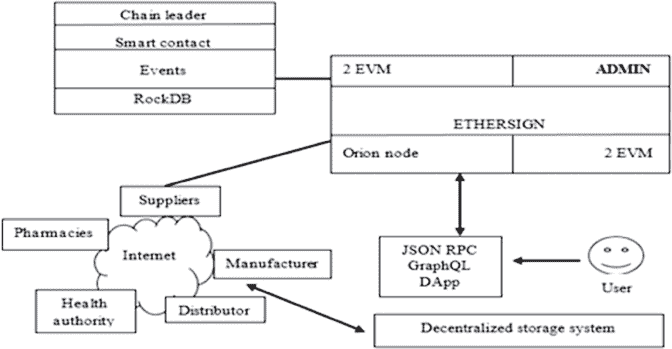 Chain leader
Smart contact
Events
RockDB
2 EVM
ADMIN
ETHERSIGN
Orion node
2 EVM
Suppliers
Pharmacies
Internet
Manufacturer
Health
authority
Distributor
JSON RPC
GraphQL
DApp
User
Decentralized storage system